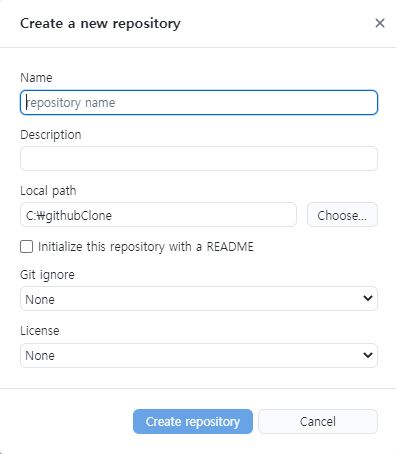 Create a new repository
Name
repository name
Description
Local path
C:₩githubClone
Choose...
Initialize this repository with a README
Git ignore
None
License
None
Create repository
Cancel